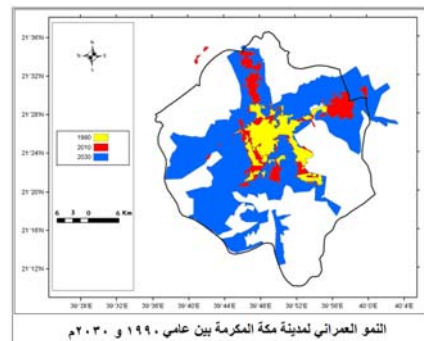 21°36'N
21°32'N
21°28'N
21°24'N
21°20'N
21°16'N
21°12'N
1990
2010
2030
6 3 0 6 Km
39°28'E 39°32'E 39°36'E 39°40'E 39°44'E 39°48'E 39°52'E 39°56'E 40°0'E 40°4'E
النمو العمراني لمدينة مكة المكرمة بين عامي ١٩٩٠ و ٢٠٣٠م